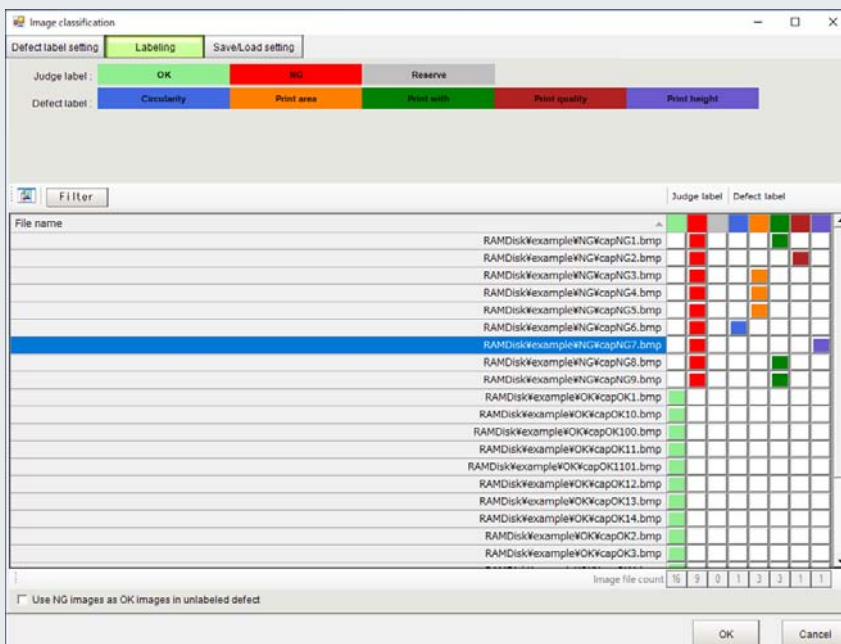 Image classification
Defect label setting Labeling Save/Load setting
Judge label : OK NG Reserve
Defect label : Circularity Print area Print with Print quality Print height
Filter Judge label Defect label
File name
RAMDisk¥example¥NG¥capNG1.bmp
RAMDisk¥example¥NG¥capNG2.bmp
RAMDisk¥example¥NG¥capNG3.bmp
RAMDisk¥example¥NG¥capNG4.bmp
RAMDisk¥example¥NG¥capNG5.bmp
RAMDisk¥example¥NG¥capNG6.bmp
RAMDisk¥example¥NG¥capNG7.bmp
RAMDisk¥example¥NG¥capNG8.bmp
RAMDisk¥example¥NG¥capNG9.bmp
RAMDisk¥example¥OK¥capOK1.bmp
RAMDisk¥example¥OK¥capOK10.bmp
RAMDisk¥example¥OK¥capOK100.bmp
RAMDisk¥example¥OK¥capOK11.bmp
RAMDisk¥example¥OK¥capOK1101.bmp
RAMDisk¥example¥OK¥capOK12.bmp
RAMDisk¥example¥OK¥capOK13.bmp
RAMDisk¥example¥OK¥capOK14.bmp
RAMDisk¥example¥OK¥capOK2.bmp
RAMDisk¥example¥OK¥capOK3.bmp
Image file count 16 9 0 1 3 3 1 1
Use NG images as OK images in unlabeled defect
OK Cancel